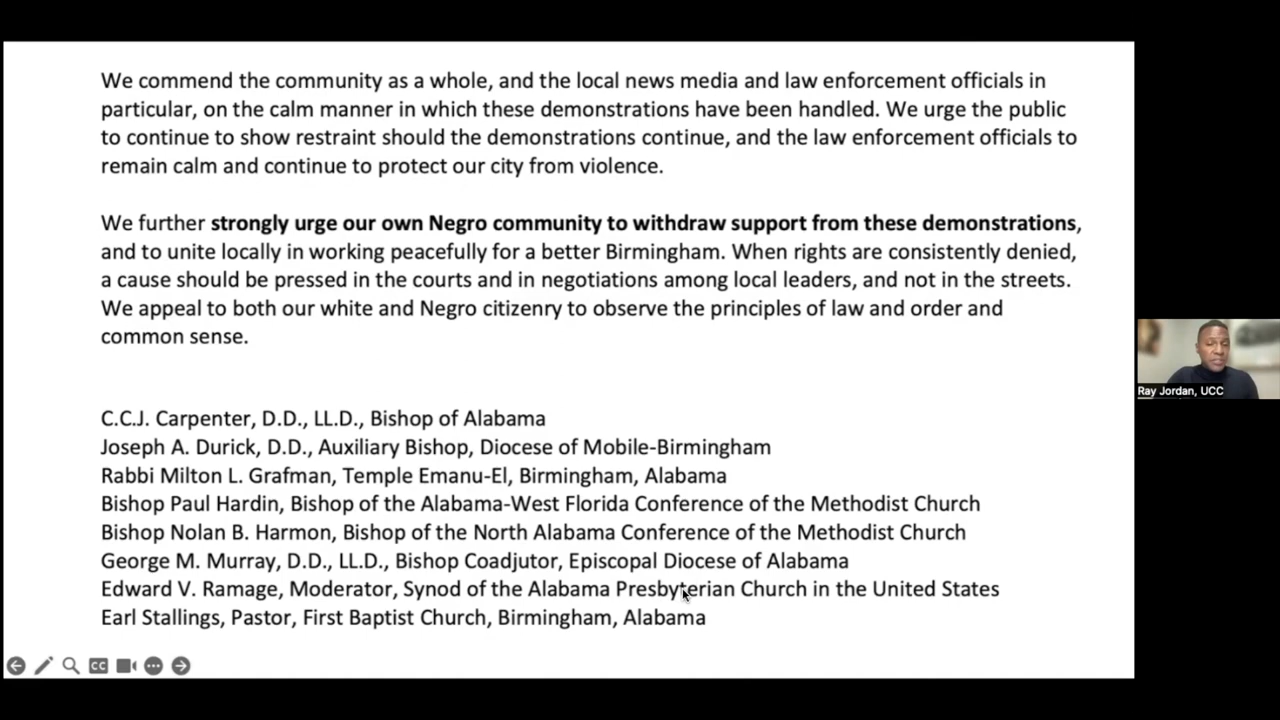 We commend the community as a whole, and the local news media and law enforcement officials in
particular, on the calm manner in which these demonstrations have been handled. We urge the public
to continue to show restraint should the demonstrations continue, and the law enforcement officials to
remain calm and continue to protect our city from violence.
We further strongly urge our own Negro community to withdraw support from these demonstrations,
and to unite locally in working peacefully for a better Birmingham. When rights are consistently denied,
a cause should be pressed in the courts and in negotiations among local leaders, and not in the streets.
We appeal to both our white and Negro citizenry to observe the principles of law and order and
common sense.
C.C.J. Carpenter, D.D., LL.D., Bishop of Alabama
Joseph A. Durick, D.D., Auxiliary Bishop, Diocese of Mobile-Birmingham
Rabbi Milton L. Grafman, Temple Emanu-El, Birmingham, Alabama
Bishop Paul Hardin, Bishop of the Alabama-West Florida Conference of the Methodist Church
Bishop Nolan B. Harmon, Bishop of the North Alabama Conference of the Methodist Church
George M. Murray, D.D., LL.D., Bishop Coadjutor, Episcopal Diocese of Alabama
Edward V. Ramage, Moderator, Synod of the Alabama Presbyterian Church in the United States
Earl Stallings, Pastor, First Baptist Church, Birmingham, Alabama
CC
Ray Jordan, UCC